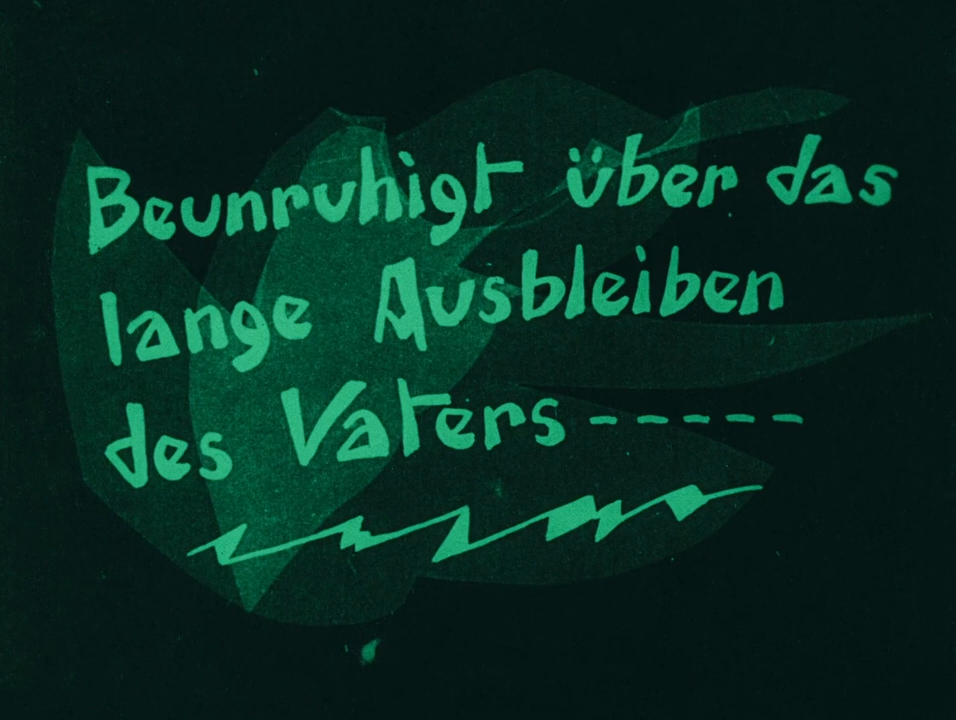 Beunruhigt über das
lange Ausbleiben
des Vaters -----